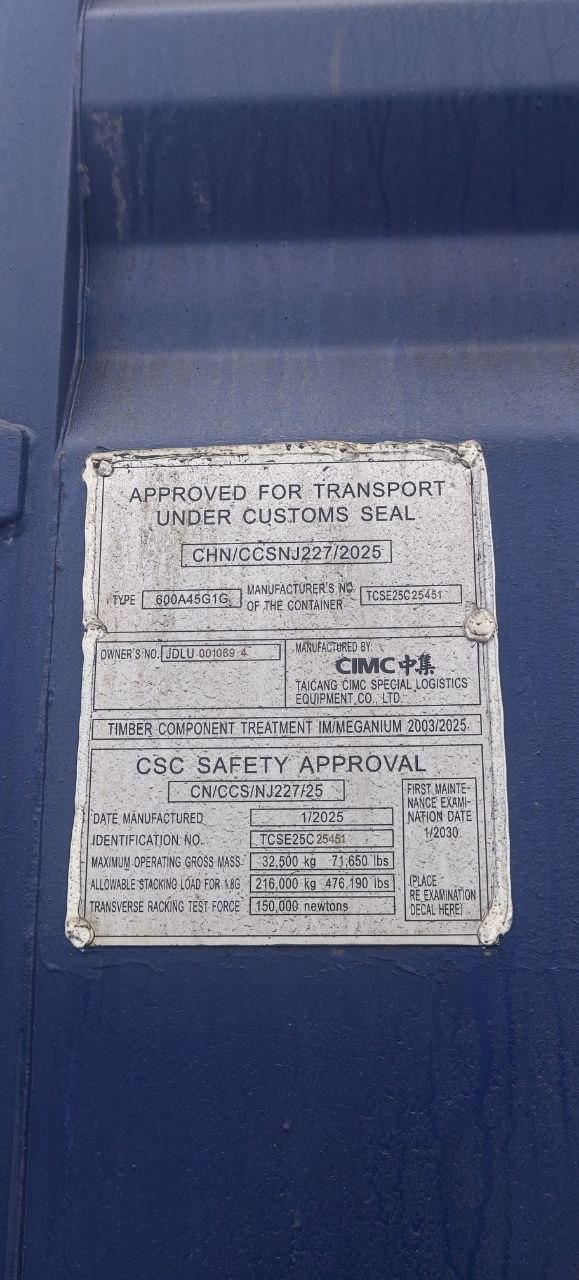 APPROVED FOR TRANSPORT
UNDER CUSTOMS SEAL
CHN/CCSNJ227/2025
TYPE 600A45G1G MANUFACTURER'S NO. OF THE CONTAINER TCSE25C25451
OWNER'S NO. JDLU 001069 4
MANUFACTURED BY:
CIMC中集
TAICANG CIMC SPECIAL LOGISTICS
EQUIPMENT CO., LTD.
TIMBER COMPONENT TREATMENT IM/MEGANIUM 2003/2025
CSC SAFETY APPROVAL
CN/CCS/NJ227/25
DATE MANUFACTURED 1/2025
IDENTIFICATION NO. TCSE25C25451
MAXIMUM OPERATING GROSS MASS 32,500 kg 71,650 lbs
ALLOWABLE STACKING LOAD FOR 1.8G 216,000 kg 476,190 lbs
TRANSVERSE RACKING TEST FORCE 150,000 newtons
FIRST MAINTE-
NANCE EXAMI-
NATION DATE
1/2030
(PLACE
RE EXAMINATION
DECAL HERE)